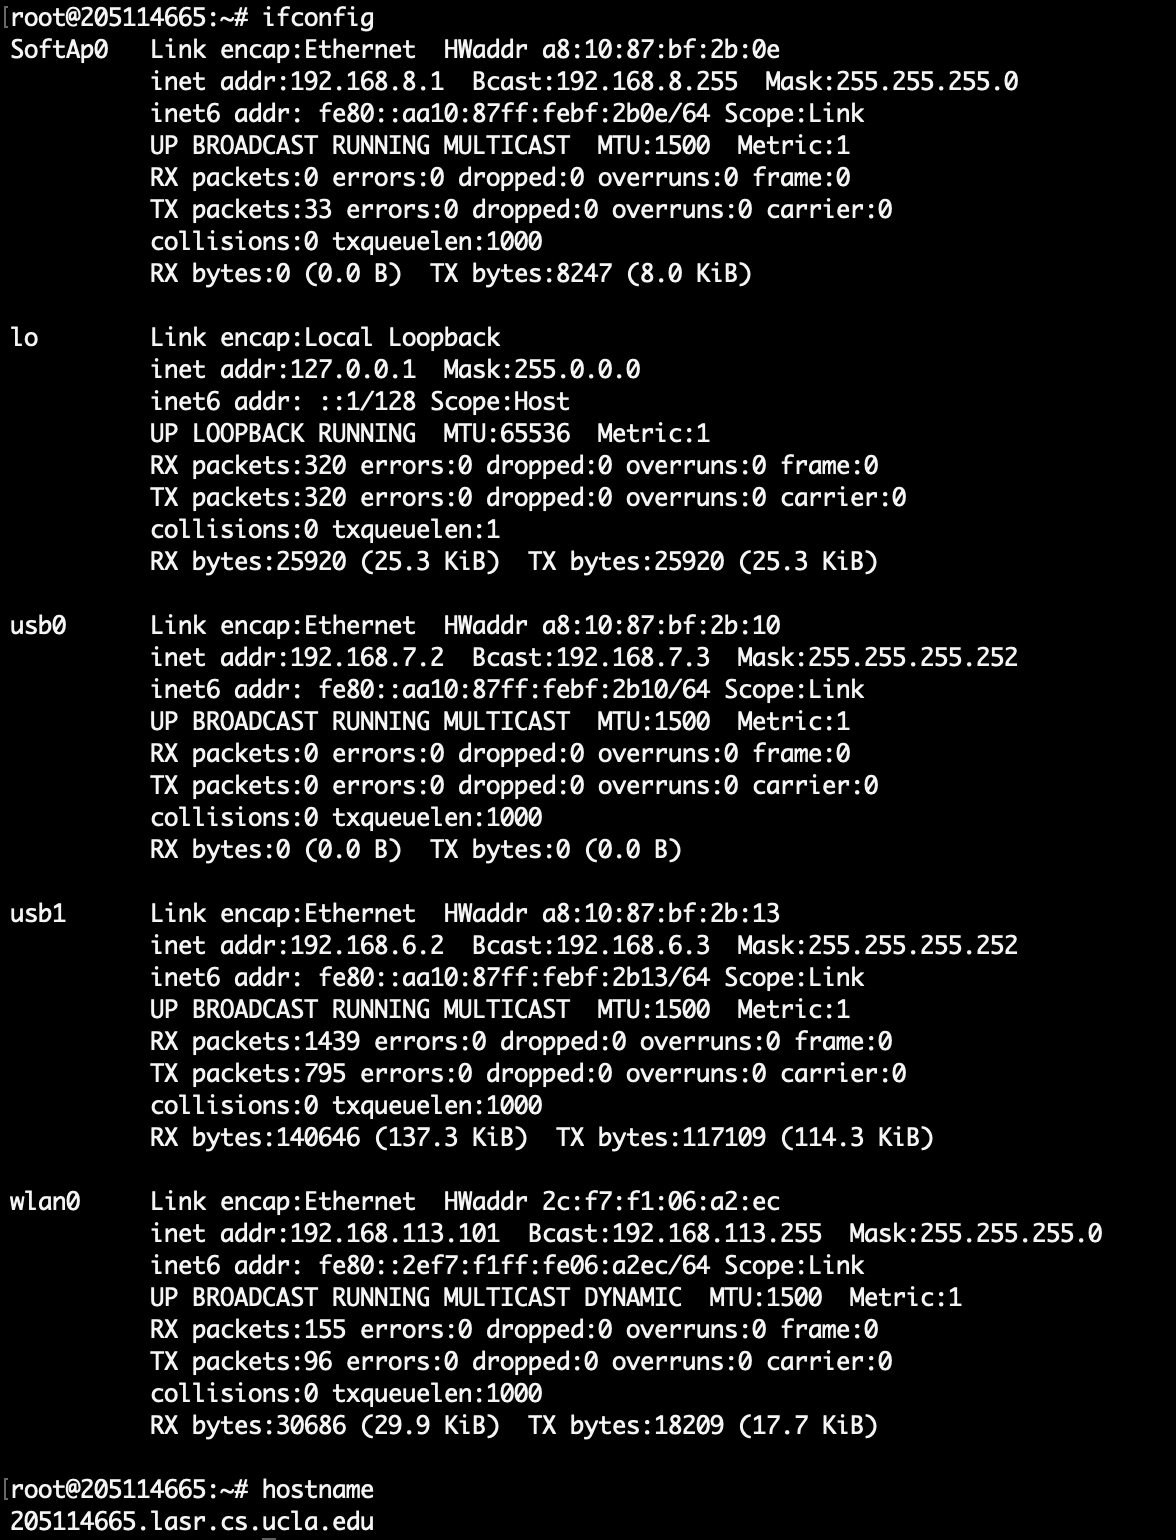 [root@205114665:~# ifconfig
SoftAp0   Link encap:Ethernet  HWaddr a8:10:87:bf:2b:0e
          inet addr:192.168.8.1  Bcast:192.168.8.255  Mask:255.255.255.0
          inet6 addr: fe80::aa10:87ff:febf:2b0e/64 Scope:Link
          UP BROADCAST RUNNING MULTICAST  MTU:1500  Metric:1
          RX packets:0 errors:0 dropped:0 overruns:0 frame:0
          TX packets:33 errors:0 dropped:0 overruns:0 carrier:0
          collisions:0 txqueuelen:1000
          RX bytes:0 (0.0 B)  TX bytes:8247 (8.0 KiB)

lo        Link encap:Local Loopback
          inet addr:127.0.0.1  Mask:255.0.0.0
          inet6 addr: ::1/128 Scope:Host
          UP LOOPBACK RUNNING  MTU:65536  Metric:1
          RX packets:320 errors:0 dropped:0 overruns:0 frame:0
          TX packets:320 errors:0 dropped:0 overruns:0 carrier:0
          collisions:0 txqueuelen:1
          RX bytes:25920 (25.3 KiB)  TX bytes:25920 (25.3 KiB)

usb0      Link encap:Ethernet  HWaddr a8:10:87:bf:2b:10
          inet addr:192.168.7.2  Bcast:192.168.7.3  Mask:255.255.255.252
          inet6 addr: fe80::aa10:87ff:febf:2b10/64 Scope:Link
          UP BROADCAST RUNNING MULTICAST  MTU:1500  Metric:1
          RX packets:0 errors:0 dropped:0 overruns:0 frame:0
          TX packets:0 errors:0 dropped:0 overruns:0 carrier:0
          collisions:0 txqueuelen:1000
          RX bytes:0 (0.0 B)  TX bytes:0 (0.0 B)

usb1      Link encap:Ethernet  HWaddr a8:10:87:bf:2b:13
          inet addr:192.168.6.2  Bcast:192.168.6.3  Mask:255.255.255.252
          inet6 addr: fe80::aa10:87ff:febf:2b13/64 Scope:Link
          UP BROADCAST RUNNING MULTICAST  MTU:1500  Metric:1
          RX packets:1439 errors:0 dropped:0 overruns:0 frame:0
          TX packets:795 errors:0 dropped:0 overruns:0 carrier:0
          collisions:0 txqueuelen:1000
          RX bytes:140646 (137.3 KiB)  TX bytes:117109 (114.3 KiB)

wlan0     Link encap:Ethernet  HWaddr 2c:f7:f1:06:a2:ec
          inet addr:192.168.113.101  Bcast:192.168.113.255  Mask:255.255.255.0
          inet6 addr: fe80::2ef7:f1ff:fe06:a2ec/64 Scope:Link
          UP BROADCAST RUNNING MULTICAST DYNAMIC  MTU:1500  Metric:1
          RX packets:155 errors:0 dropped:0 overruns:0 frame:0
          TX packets:96 errors:0 dropped:0 overruns:0 carrier:0
          collisions:0 txqueuelen:1000
          RX bytes:30686 (29.9 KiB)  TX bytes:18209 (17.7 KiB)

[root@205114665:~# hostname
205114665.lasr.cs.ucla.edu